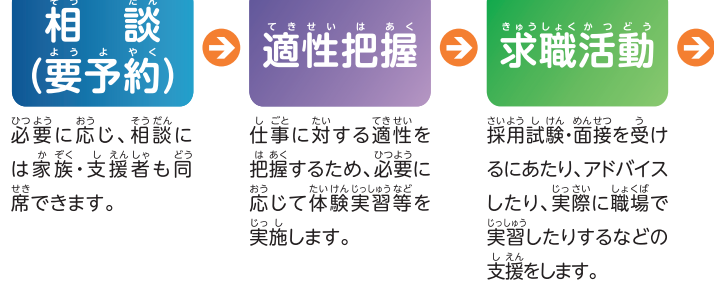 相談
(要予約)
必要に応じ、相談に
は家族・支援者も同
席できます。
適性把握
仕事に対する適性を
把握するため、必要に
応じて体験実習等を
実施します。
求職活動
採用試験・面接を受け
るにあたり、アドバイス
したり、実際に職場で
実習したりするなどの
支援をします。